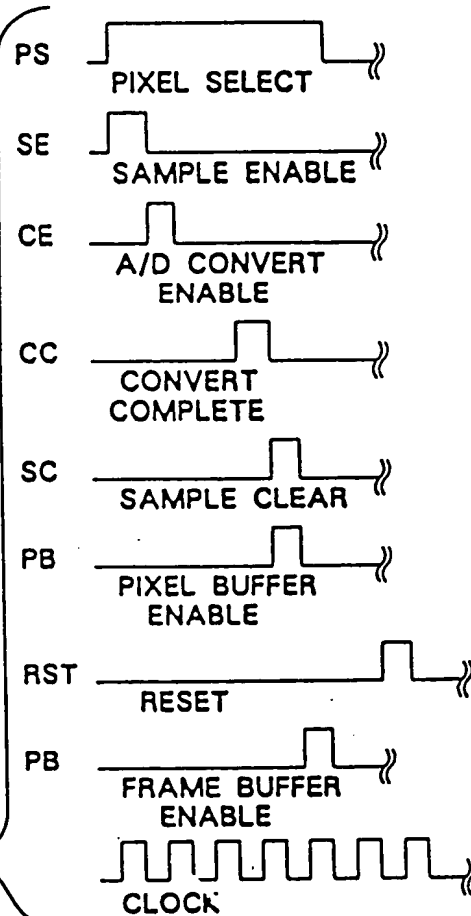 PS
PIXEL SELECT
SE
SAMPLE ENABLE
CE
A/D CONVERT
ENABLE
CC
CONVERT
COMPLETE
SC
SAMPLE CLEAR
PB
PIXEL BUFFER
ENABLE
RST
RESET
PB
FRAME BUFFER
ENABLE
CLOCK